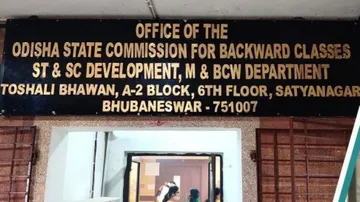 OFFICE OF THE
ODISHA STATE COMMISSION FOR BACKWARD CLASSES
ST & SC DEVELOPMENT, M & BCW DEPARTMENT
TOSHALI BHAWAN, A-2 BLOCK, 6TH FLOOR, SATYANAGAR
BHUBANESWAR - 751007